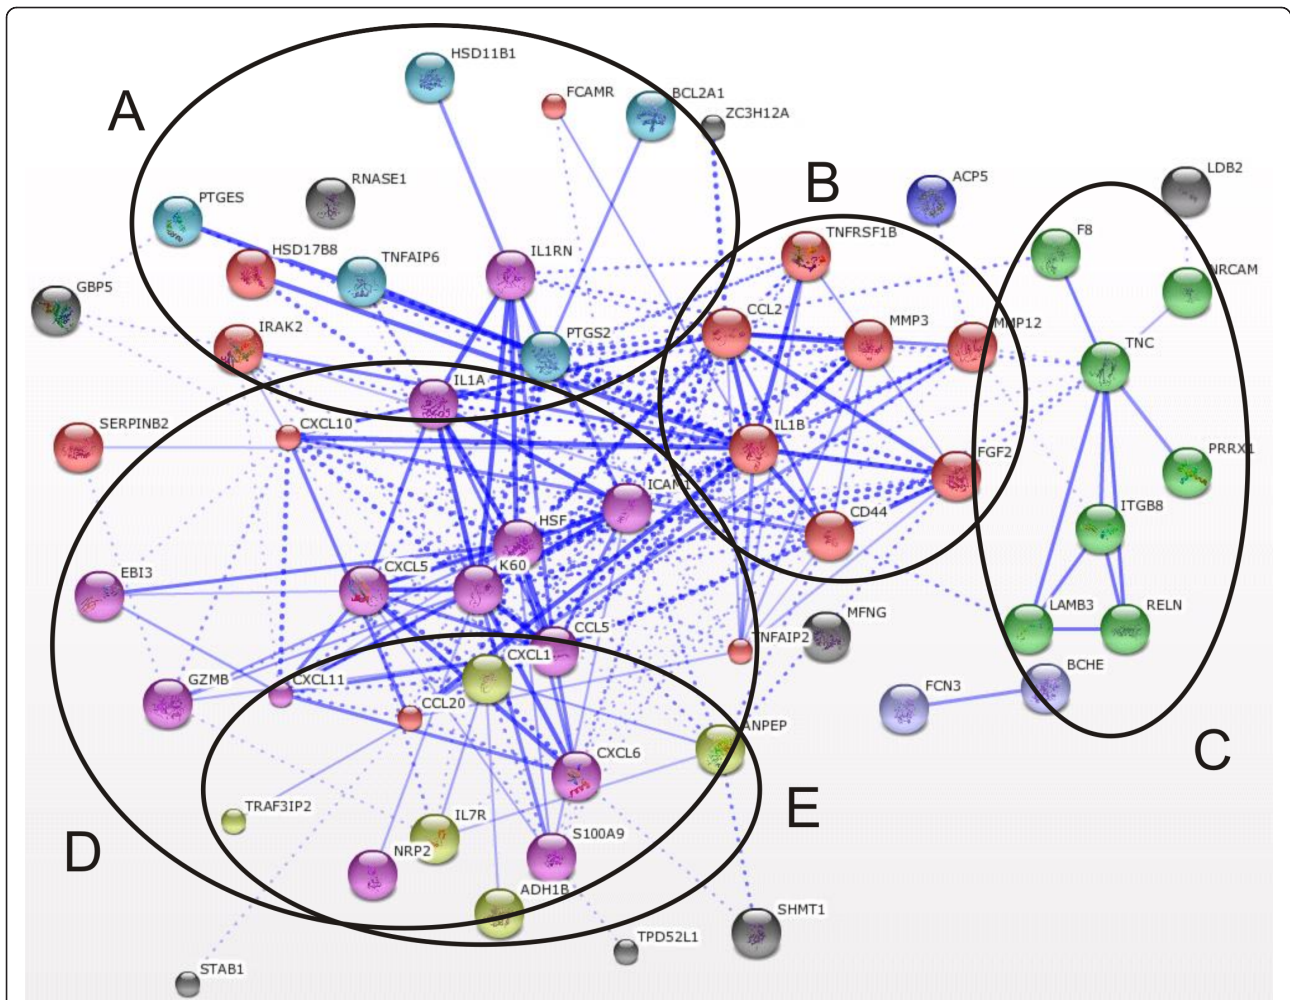 HSD11B1
FCAMR
BCL2A1
A
ZC3H12A
LDB2
RNASE1
ACP5
B
PTGES
F8
TNFRSF1B
HSD17B8
TNFAIP6
IL1RN
NRCAM
GBP5
CCL2
MMP3
MMP12
IRAK2
PTGS2
TNC
IL1A
SERPINB2
CXCL10
IL1B
FGF2
PRRX1
ICAM1
ITGB8
CD44
HSF
EBI3
CXCL5
K60
LAMB3
RELN
MFNG
CCL5
TNFAIP2
CXCL1
BCHE
GZMB
CXCL11
FCN3
CCL20
ANPEP
CXCL6
C
E
TRAF3IP2
IL7R
S100A9
D
NRP2
ADH1B
SHMT1
TPD52L1
STAB1